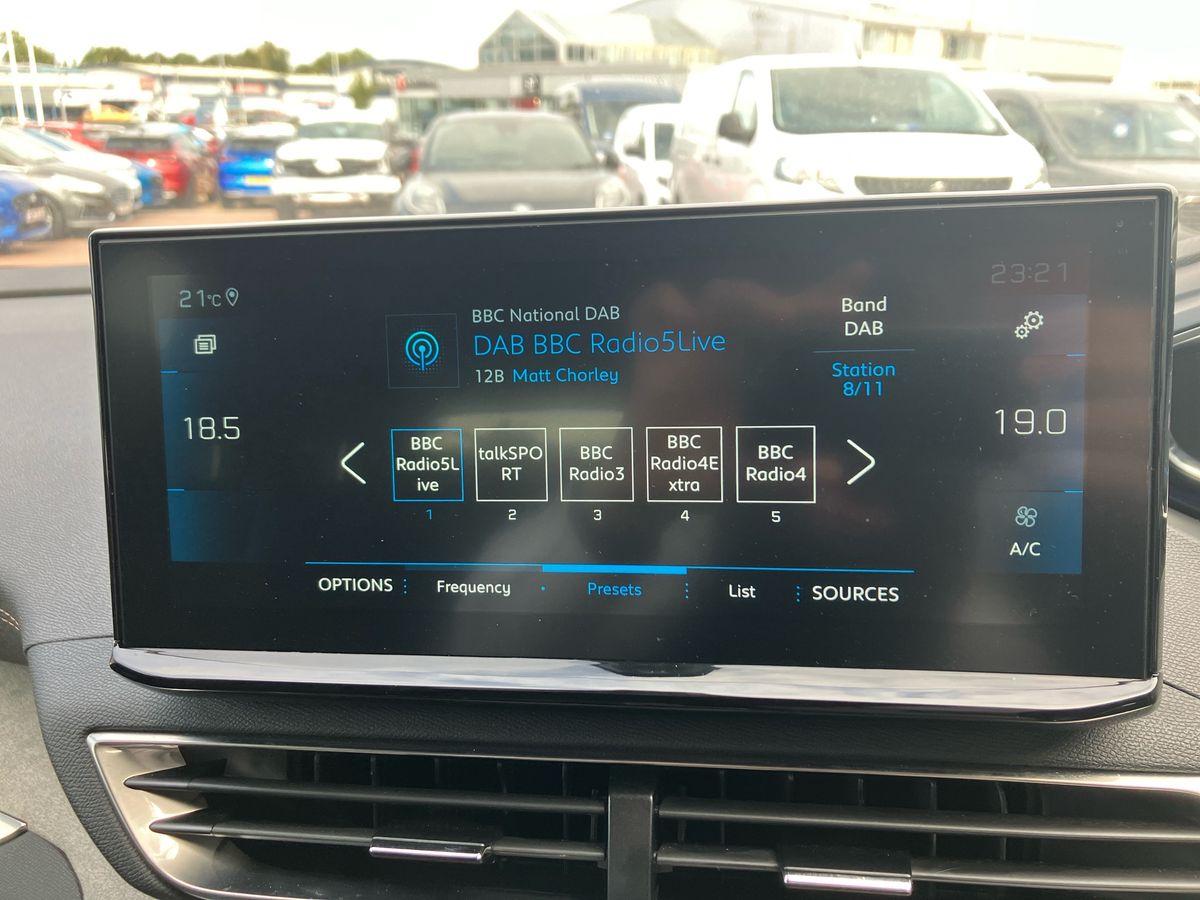 21°C
23:21
BBC National DAB
DAB BBC Radio5Live
12B Matt Chorley
Band
DAB
Station
8/11
18.5
19.0
BBC
Radio5L
ive
1
talkSPO
RT
2
BBC
Radio3
3
BBC
Radio4E
xtra
4
BBC
Radio4
5
A/C
OPTIONS
Frequency
Presets
List
SOURCES